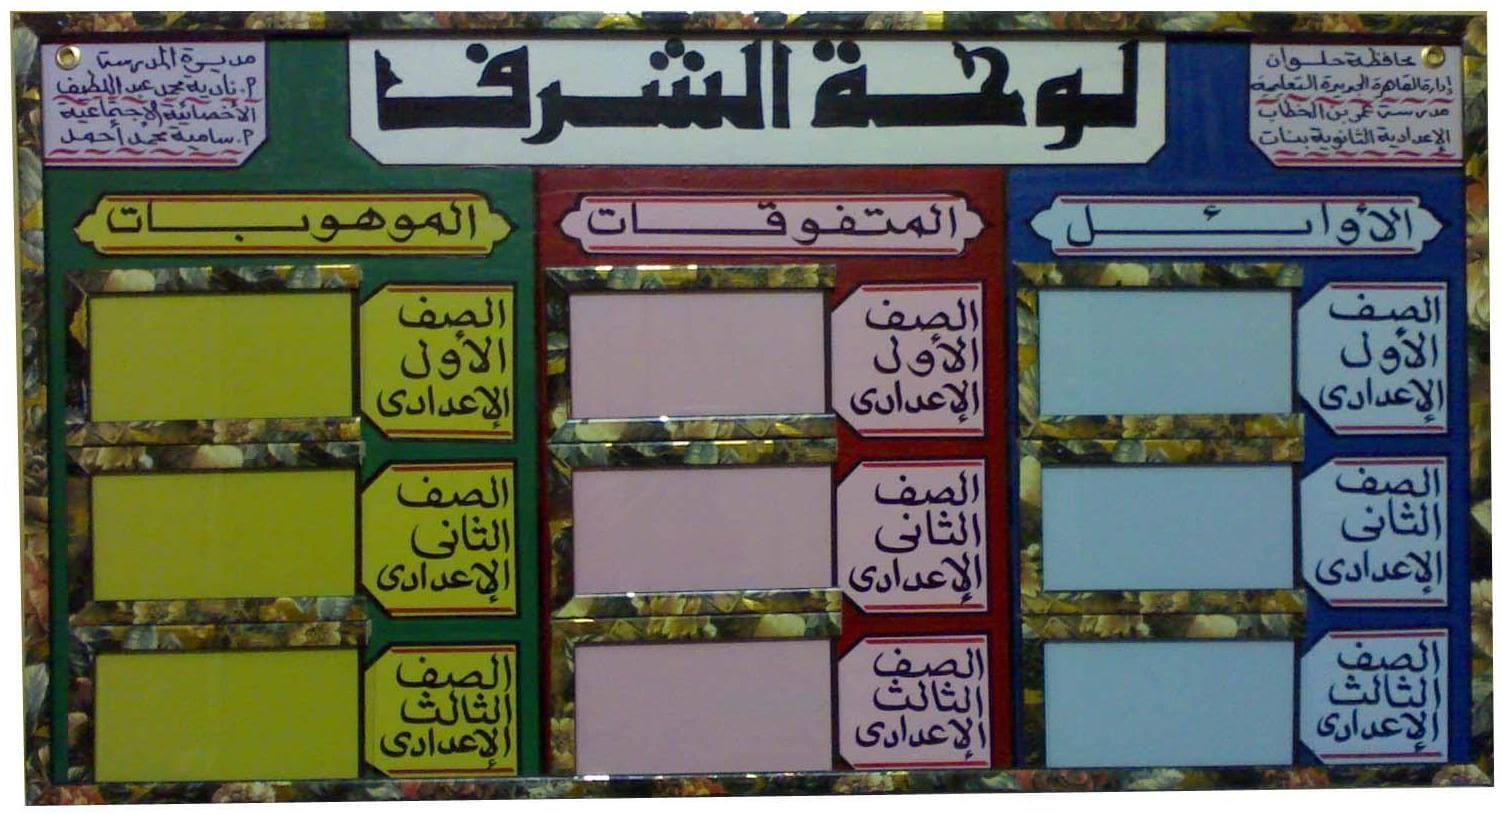 محافظة حلوان
إدارة القاهرة الجديدة التعليمية
مدرسة عمر بن الخطاب
الإعدادية الثانوية بنات
لوحة الشرف
مديرة المدرسة
م. نادية محمد عبد اللطيف
الأخصائية الإجتماعية
م. سامية محمد أحمد
الأوائل
المتفوقات
الموهوبات
الصف
الأول
الإعدادى
الصف
الأول
الإعدادى
الصف
الأول
الإعدادى
الصف
الثانى
الإعدادى
الصف
الثانى
الإعدادى
الصف
الثانى
الإعدادى
الصف
الثالث
الإعدادى
الصف
الثالث
الإعدادى
الصف
الثالث
الإعدادى